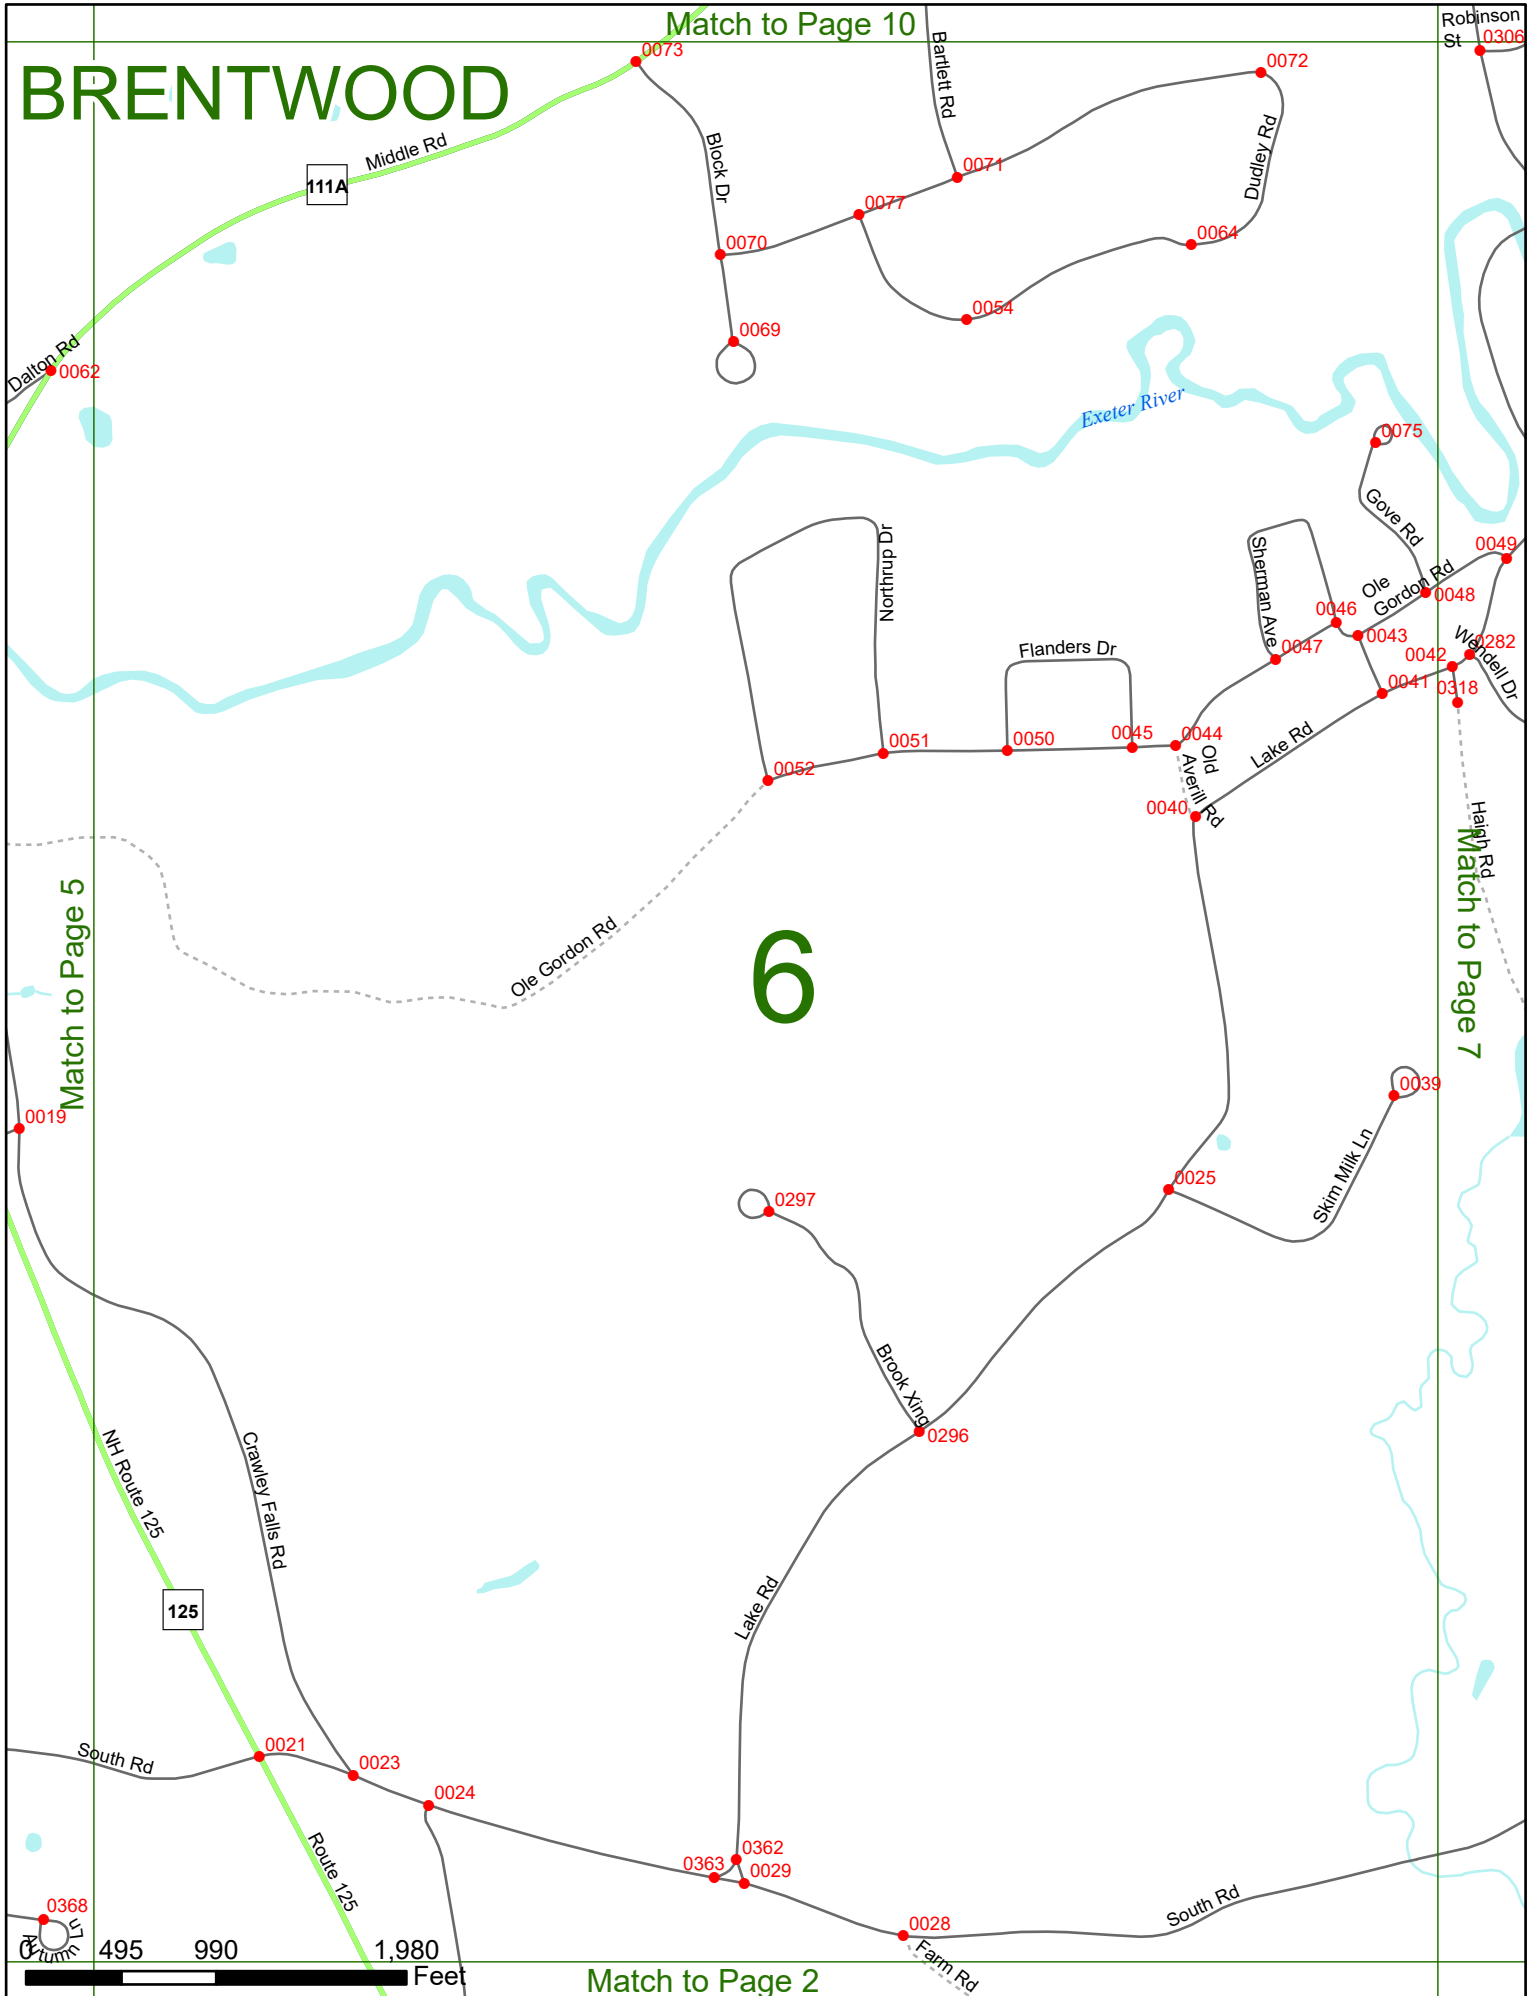 Match to Page 10
Robinson
St
0306
0073
BRENTWOOD
Bartlett Rd
0072
Middle Rd
111A
Block Dr
Dudley Rd
0071
0077
0070
0064
0054
0069
Dalton Rd
0062
Exeter River
0075
Gove Rd
Northrup Dr
Sherman Ave
0049
Ole
Gordon Rd
0048
0046
0043
Flanders Dr
0047
0042
0282
Wendell Dr
0041
0318
0051
0050
0045
0044
Old
Averill Rd
Lake Rd
0052
0040
Haigh Rd
Match to Page 5
Ole Gordon Rd
6
Match to Page 7
0019
0039
Skim Milk Ln
0025
0297
Brook Xing
0296
NH Route 125
Crawley Falls Rd
125
Lake Rd
South Rd
0021
0023
0024
Route 125
0362
0363
0029
0368
Autumn
Ln
South Rd
0028
Farm Rd
0 495 990 1,980
Feet
Match to Page 2